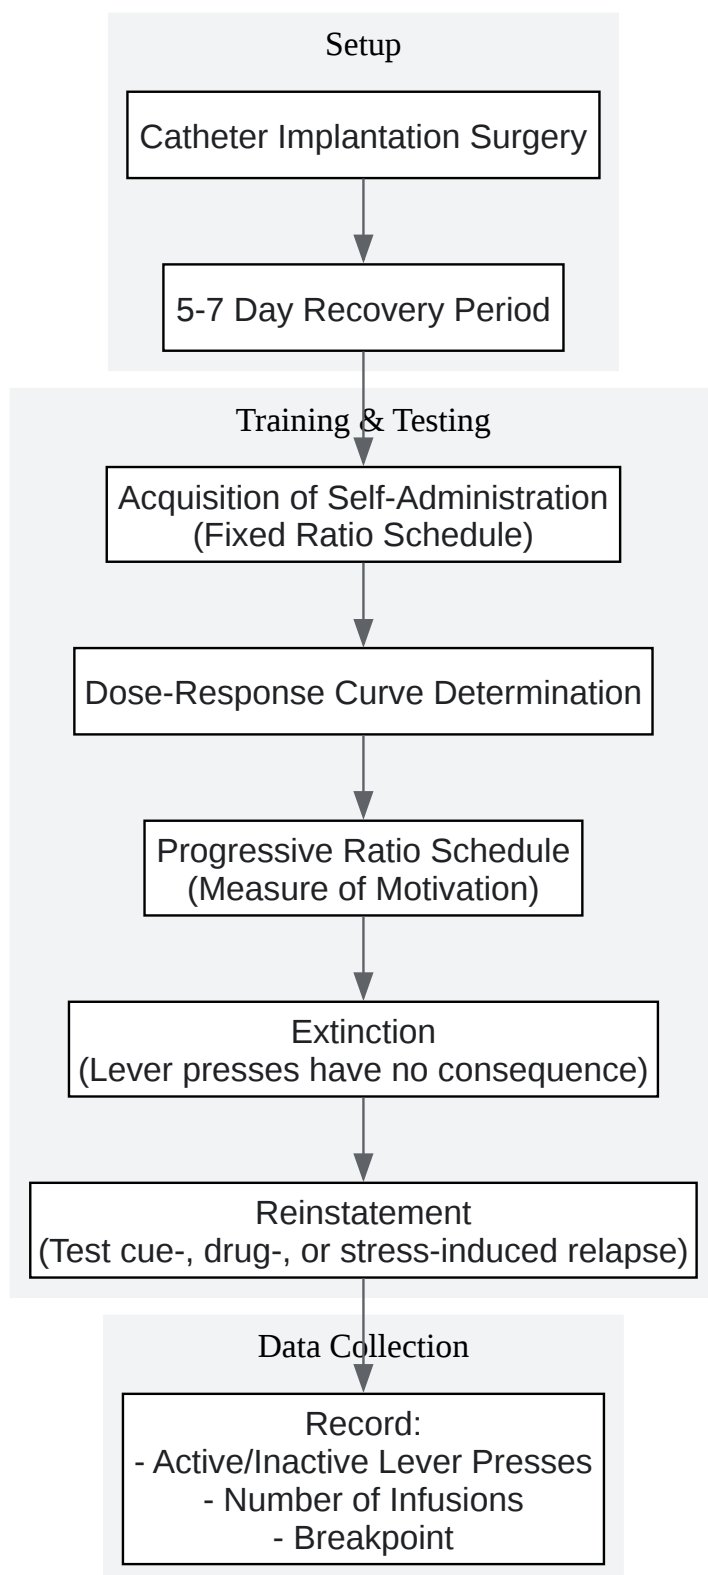 Setup
Catheter Implantation Surgery
5-7 Day Recovery Period
Training & Testing
Acquisition of Self-Administration
(Fixed Ratio Schedule)
Dose-Response Curve Determination
Progressive Ratio Schedule
(Measure of Motivation)
Extinction
(Lever presses have no consequence)
Reinstatement
(Test cue-, drug-, or stress-induced relapse)
Data Collection
Record:
- Active/Inactive Lever Presses
- Number of Infusions
- Breakpoint